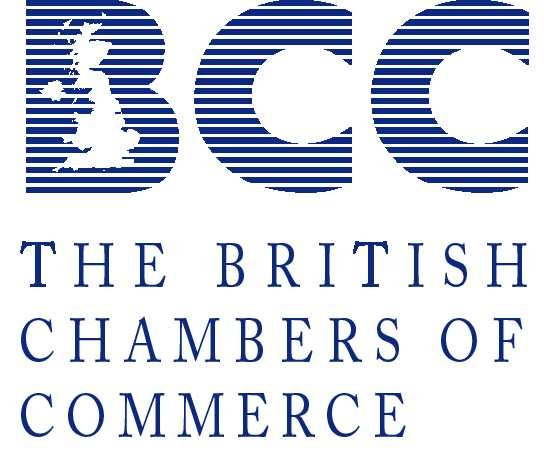 BCC
THE BRITISH
CHAMBERS OF
COMMERCE